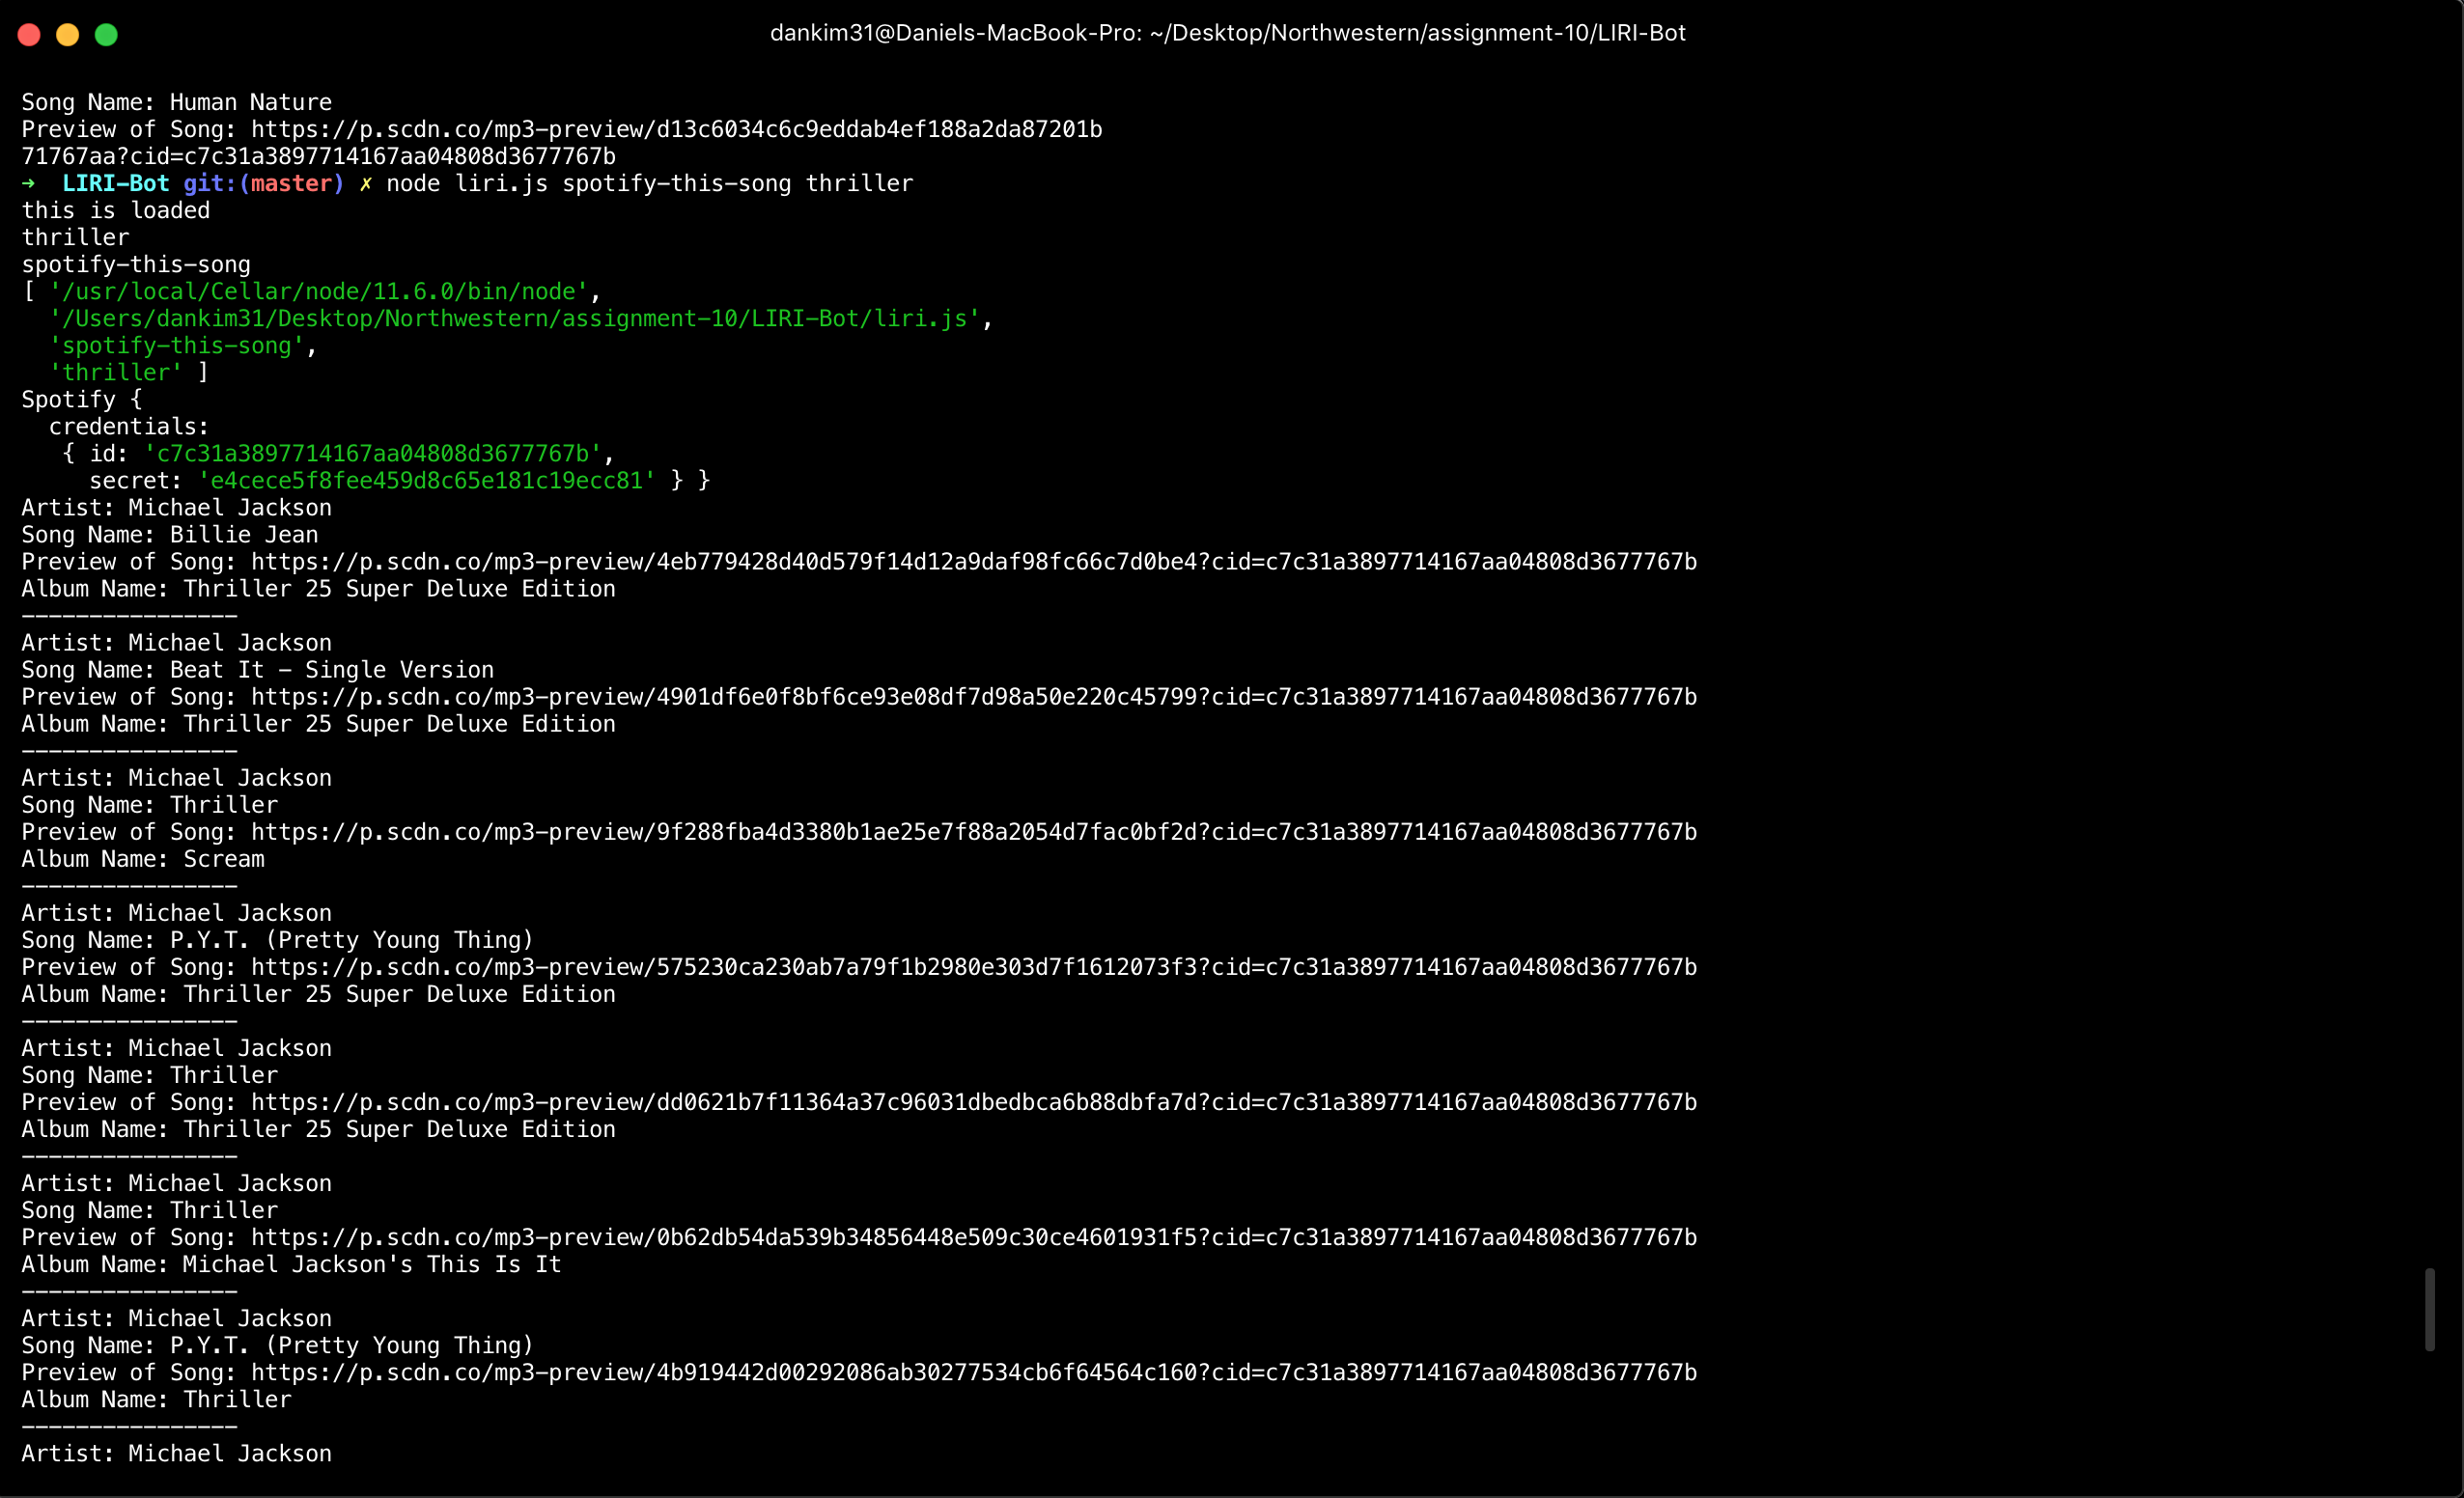 dankim31@Daniels-MacBook-Pro: ~/Desktop/Northwestern/assignment-10/LIRI-Bot
Song Name: Human Nature
Preview of Song: https://p.scdn.co/mp3-preview/d13c6034c6c9eddab4ef188a2da87201b
71767aa?cid=c7c31a3897714167aa04808d3677767b
→  LIRI-Bot git:(master) ✗ node liri.js spotify-this-song thriller
this is loaded
thriller
spotify-this-song
[ '/usr/local/Cellar/node/11.6.0/bin/node',
  '/Users/dankim31/Desktop/Northwestern/assignment-10/LIRI-Bot/liri.js',
  'spotify-this-song',
  'thriller' ]
Spotify {
  credentials:
   { id: 'c7c31a3897714167aa04808d3677767b',
     secret: 'e4cece5f8fee459d8c65e181c19ecc81' } }
Artist: Michael Jackson
Song Name: Billie Jean
Preview of Song: https://p.scdn.co/mp3-preview/4eb779428d40d579f14d12a9daf98fc66c7d0be4?cid=c7c31a3897714167aa04808d3677767b
Album Name: Thriller 25 Super Deluxe Edition
----------------
Artist: Michael Jackson
Song Name: Beat It - Single Version
Preview of Song: https://p.scdn.co/mp3-preview/4901df6e0f8bf6ce93e08df7d98a50e220c45799?cid=c7c31a3897714167aa04808d3677767b
Album Name: Thriller 25 Super Deluxe Edition
----------------
Artist: Michael Jackson
Song Name: Thriller
Preview of Song: https://p.scdn.co/mp3-preview/9f288fba4d3380b1ae25e7f88a2054d7fac0bf2d?cid=c7c31a3897714167aa04808d3677767b
Album Name: Scream
----------------
Artist: Michael Jackson
Song Name: P.Y.T. (Pretty Young Thing)
Preview of Song: https://p.scdn.co/mp3-preview/575230ca230ab7a79f1b2980e303d7f1612073f3?cid=c7c31a3897714167aa04808d3677767b
Album Name: Thriller 25 Super Deluxe Edition
----------------
Artist: Michael Jackson
Song Name: Thriller
Preview of Song: https://p.scdn.co/mp3-preview/dd0621b7f11364a37c96031dbedbca6b88dbfa7d?cid=c7c31a3897714167aa04808d3677767b
Album Name: Thriller 25 Super Deluxe Edition
----------------
Artist: Michael Jackson
Song Name: Thriller
Preview of Song: https://p.scdn.co/mp3-preview/0b62db54da539b34856448e509c30ce4601931f5?cid=c7c31a3897714167aa04808d3677767b
Album Name: Michael Jackson's This Is It
----------------
Artist: Michael Jackson
Song Name: P.Y.T. (Pretty Young Thing)
Preview of Song: https://p.scdn.co/mp3-preview/4b919442d00292086ab30277534cb6f64564c160?cid=c7c31a3897714167aa04808d3677767b
Album Name: Thriller
----------------
Artist: Michael Jackson